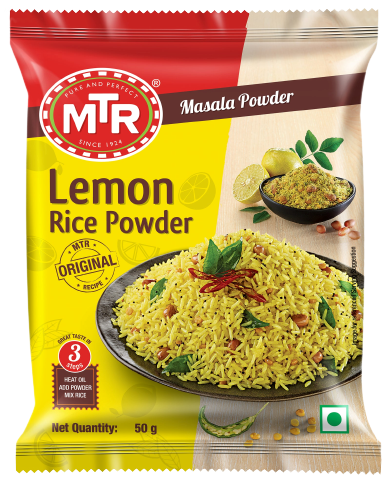 PURE AND PERFECT
MTR
®
SINCE 1924
Masala Powder
Lemon
Rice Powder
MTR
ORIGINAL
RECIPE
GREAT TASTE IN
3
steps
HEAT OIL
ADD POWDER
MIX RICE
Net Quantity: 50 g